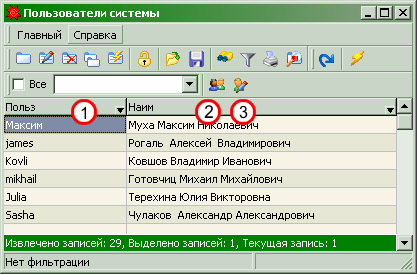 Пользователи системы
Главный Справка
Все
Польз Наим
1 2 3
Максим Муха Максим Николаевич
james Рогаль Алексей Владимирович
Kovli Ковшов Владимир Иванович
mikhail Готовчиц Михаил Михайлович
Julia Терехина Юлия Викторовна
Sasha Чулаков Александр Александрович
Извлечено записей: 29, Выделено записей: 1, Текущая запись: 1
Нет фильтрации